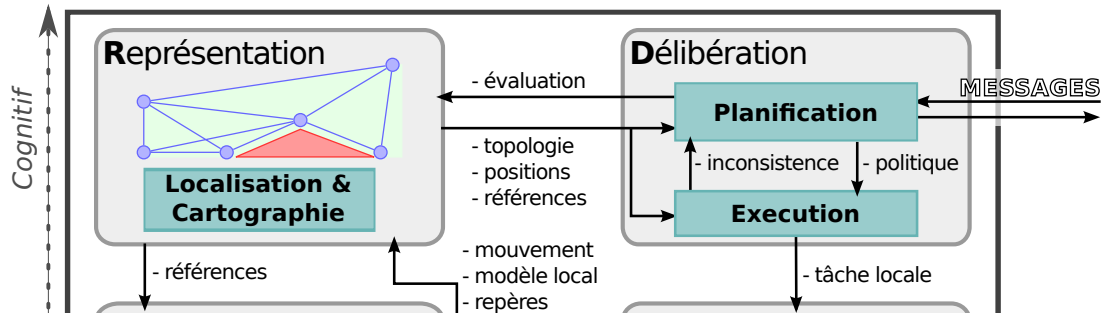 Cognitif
Représentation
Localisation &
Cartographie
- évaluation
- topologie
- positions
- références
Délibération
Planification
- inconsistence
- politique
Execution
MESSAGES
- références
- mouvement
- modèle local
- repères
- tâche locale